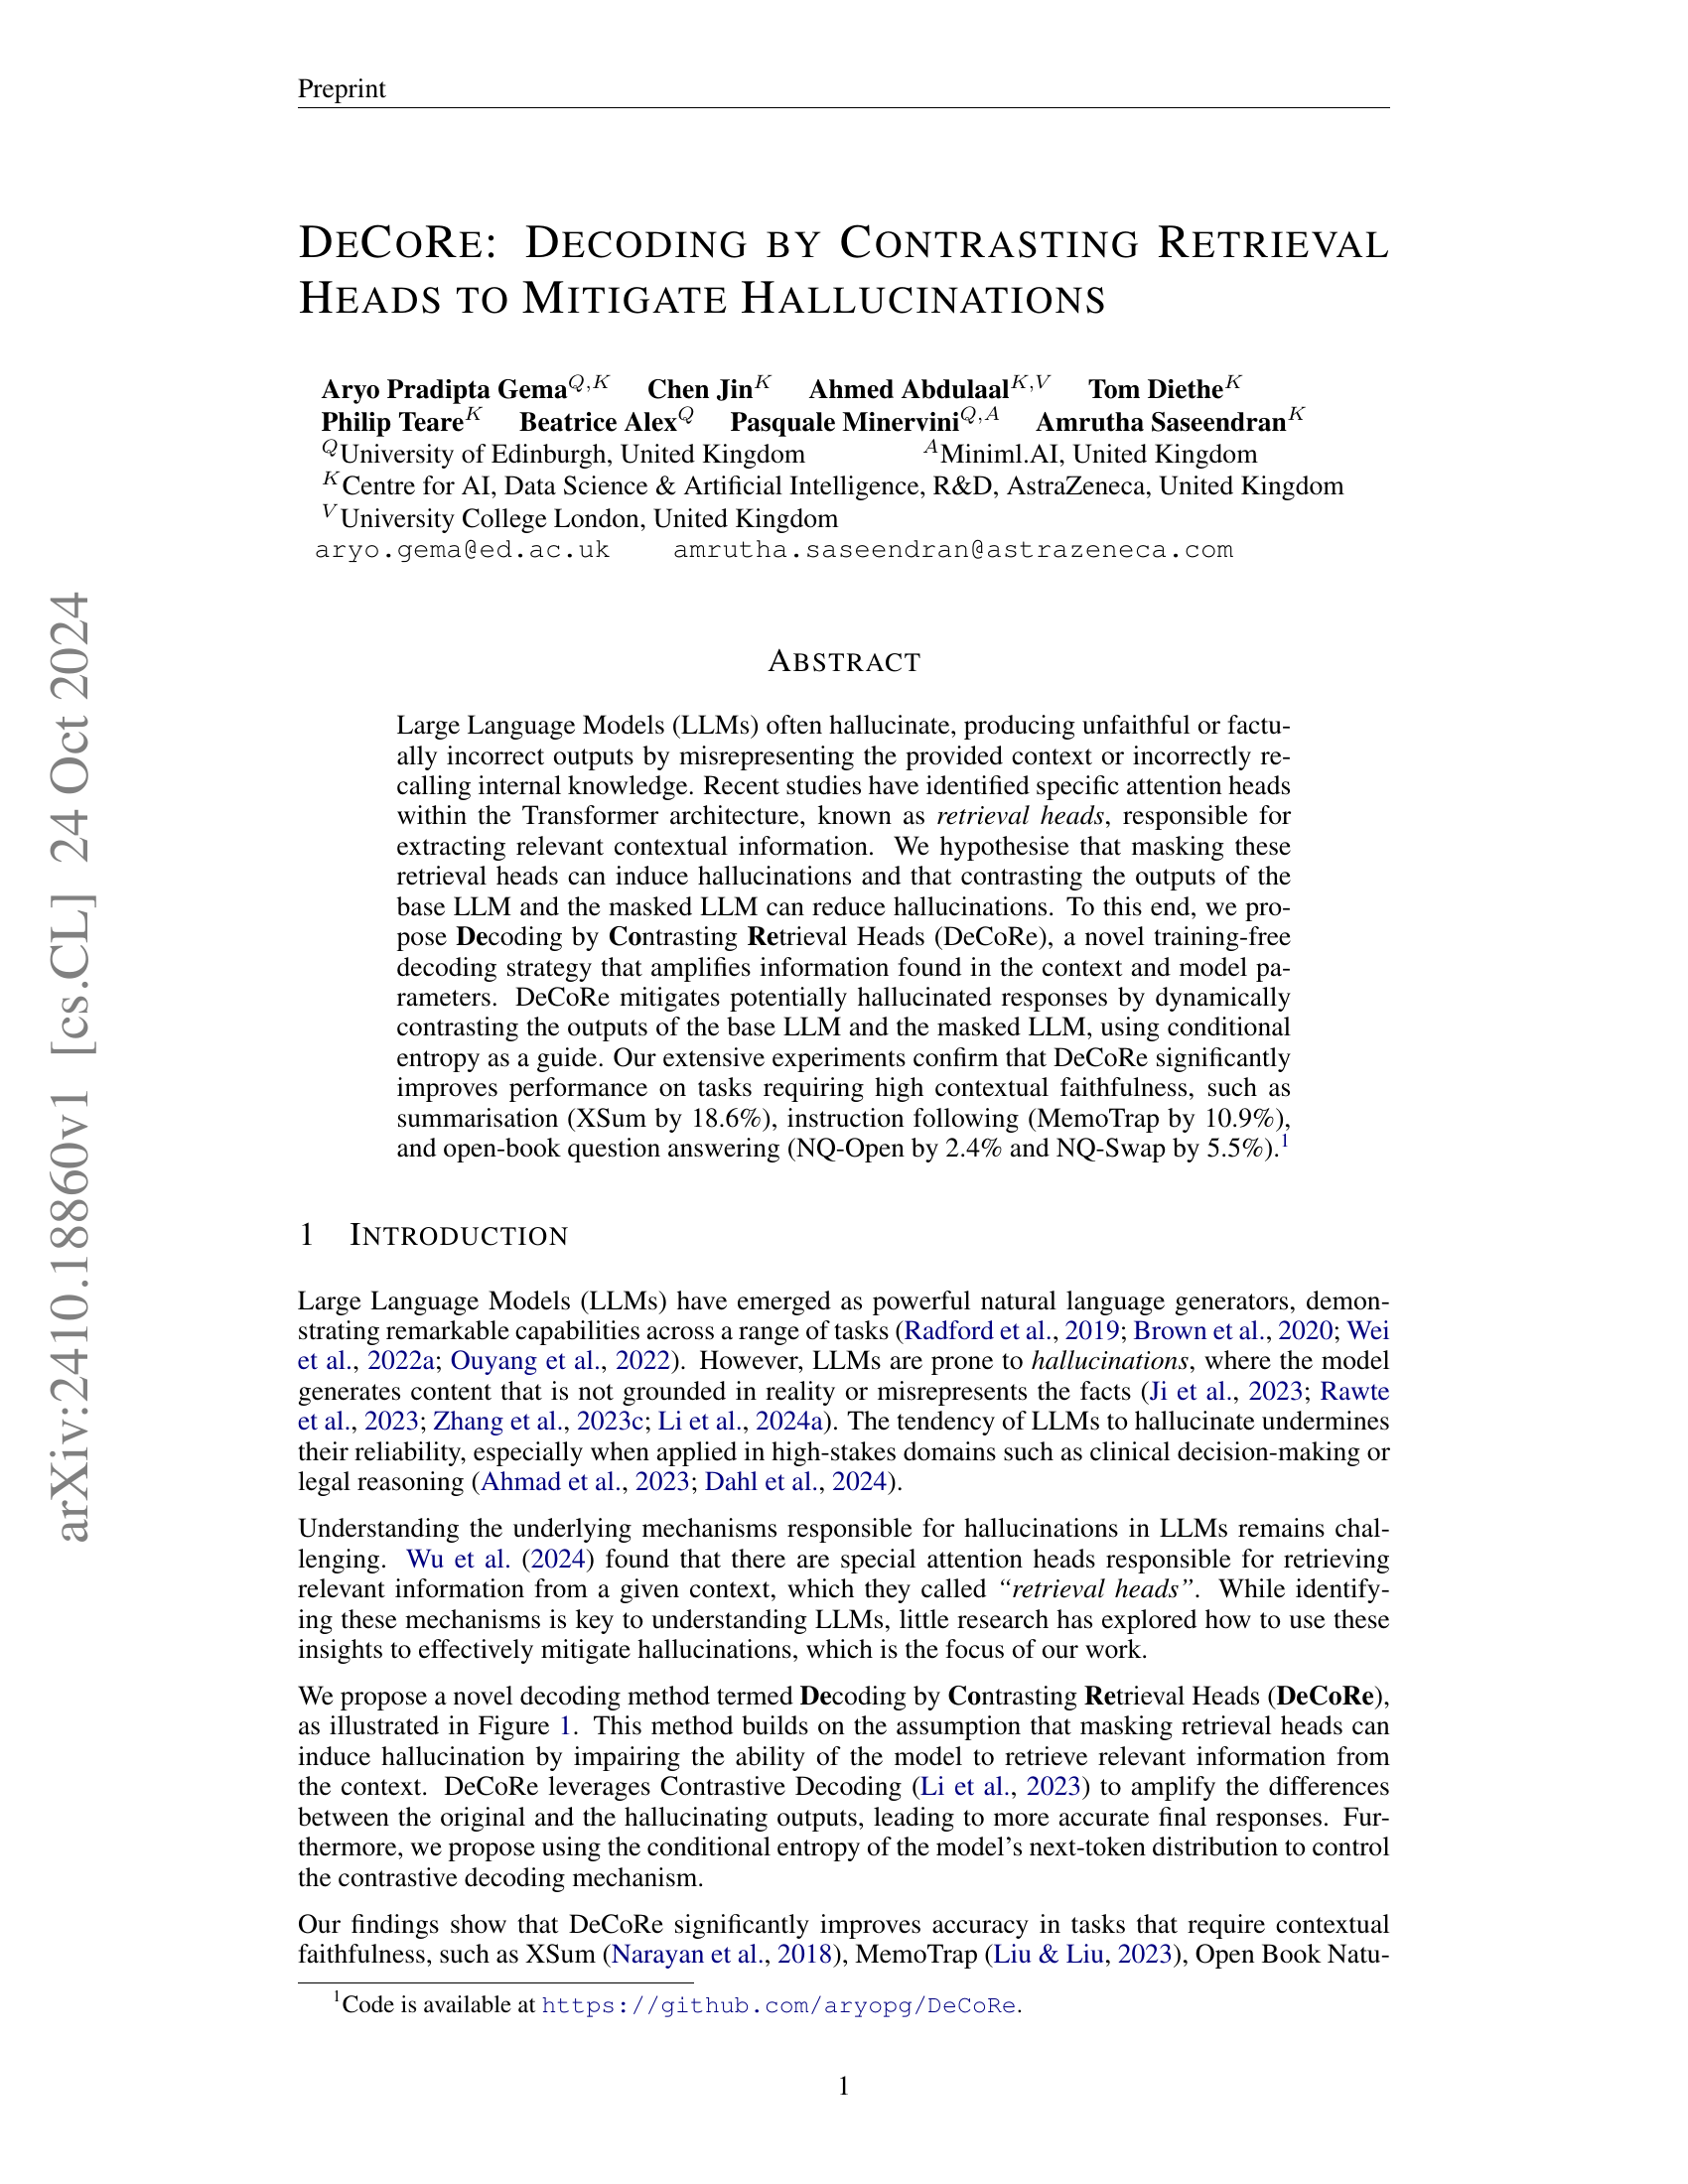 Preprint
DECORE: DECODING BY CONTRASTING RETRIEVAL
HEADS TO MITIGATE HALLUCINATIONS
Aryo Pradipta Gema^{Q,K} Chen Jin^{K} Ahmed Abdulaal^{K,V} Tom Diethe^{K}
Philip Teare^{K} Beatrice Alex^{Q} Pasquale Minervini^{Q,A} Amrutha Saseendran^{K}
^{Q}University of Edinburgh, United Kingdom ^{A}Miniml.AI, United Kingdom
^{K}Centre for AI, Data Science & Artificial Intelligence, R&D, AstraZeneca, United Kingdom
^{V}University College London, United Kingdom
aryo.gema@ed.ac.uk amrutha.saseendran@astrazeneca.com
ABSTRACT
Large Language Models (LLMs) often hallucinate, producing unfaithful or factu-
ally incorrect outputs by misrepresenting the provided context or incorrectly re-
calling internal knowledge. Recent studies have identified specific attention heads
within the Transformer architecture, known as retrieval heads, responsible for
extracting relevant contextual information. We hypothesise that masking these
retrieval heads can induce hallucinations and that contrasting the outputs of the
base LLM and the masked LLM can reduce hallucinations. To this end, we pro-
pose Decoding by Contrasting Retrieval Heads (DeCoRe), a novel training-free
decoding strategy that amplifies information found in the context and model pa-
rameters. DeCoRe mitigates potentially hallucinated responses by dynamically
contrasting the outputs of the base LLM and the masked LLM, using conditional
entropy as a guide. Our extensive experiments confirm that DeCoRe significantly
improves performance on tasks requiring high contextual faithfulness, such as
summarisation (XSum by 18.6%), instruction following (MemoTrap by 10.9%),
and open-book question answering (NQ-Open by 2.4% and NQ-Swap by 5.5%).^1
1 INTRODUCTION
Large Language Models (LLMs) have emerged as powerful natural language generators, demon-
strating remarkable capabilities across a range of tasks (Radford et al., 2019; Brown et al., 2020; Wei
et al., 2022a; Ouyang et al., 2022). However, LLMs are prone to hallucinations, where the model
generates content that is not grounded in reality or misrepresents the facts (Ji et al., 2023; Rawte
et al., 2023; Zhang et al., 2023c; Li et al., 2024a). The tendency of LLMs to hallucinate undermines
their reliability, especially when applied in high-stakes domains such as clinical decision-making or
legal reasoning (Ahmad et al., 2023; Dahl et al., 2024).
Understanding the underlying mechanisms responsible for hallucinations in LLMs remains chal-
lenging. Wu et al. (2024) found that there are special attention heads responsible for retrieving
relevant information from a given context, which they called “retrieval heads”. While identify-
ing these mechanisms is key to understanding LLMs, little research has explored how to use these
insights to effectively mitigate hallucinations, which is the focus of our work.
We propose a novel decoding method termed Decoding by Contrasting Retrieval Heads (DeCoRe),
as illustrated in Figure 1. This method builds on the assumption that masking retrieval heads can
induce hallucination by impairing the ability of the model to retrieve relevant information from
the context. DeCoRe leverages Contrastive Decoding (Li et al., 2023) to amplify the differences
between the original and the hallucinating outputs, leading to more accurate final responses. Fur-
thermore, we propose using the conditional entropy of the model’s next-token distribution to control
the contrastive decoding mechanism.
Our findings show that DeCoRe significantly improves accuracy in tasks that require contextual
faithfulness, such as XSum (Narayan et al., 2018), MemoTrap (Liu & Liu, 2023), Open Book Natu-
^1Code is available at https://github.com/aryopg/DeCoRe.
1
arXiv:2410.18860v1 [cs.CL] 24 Oct 2024